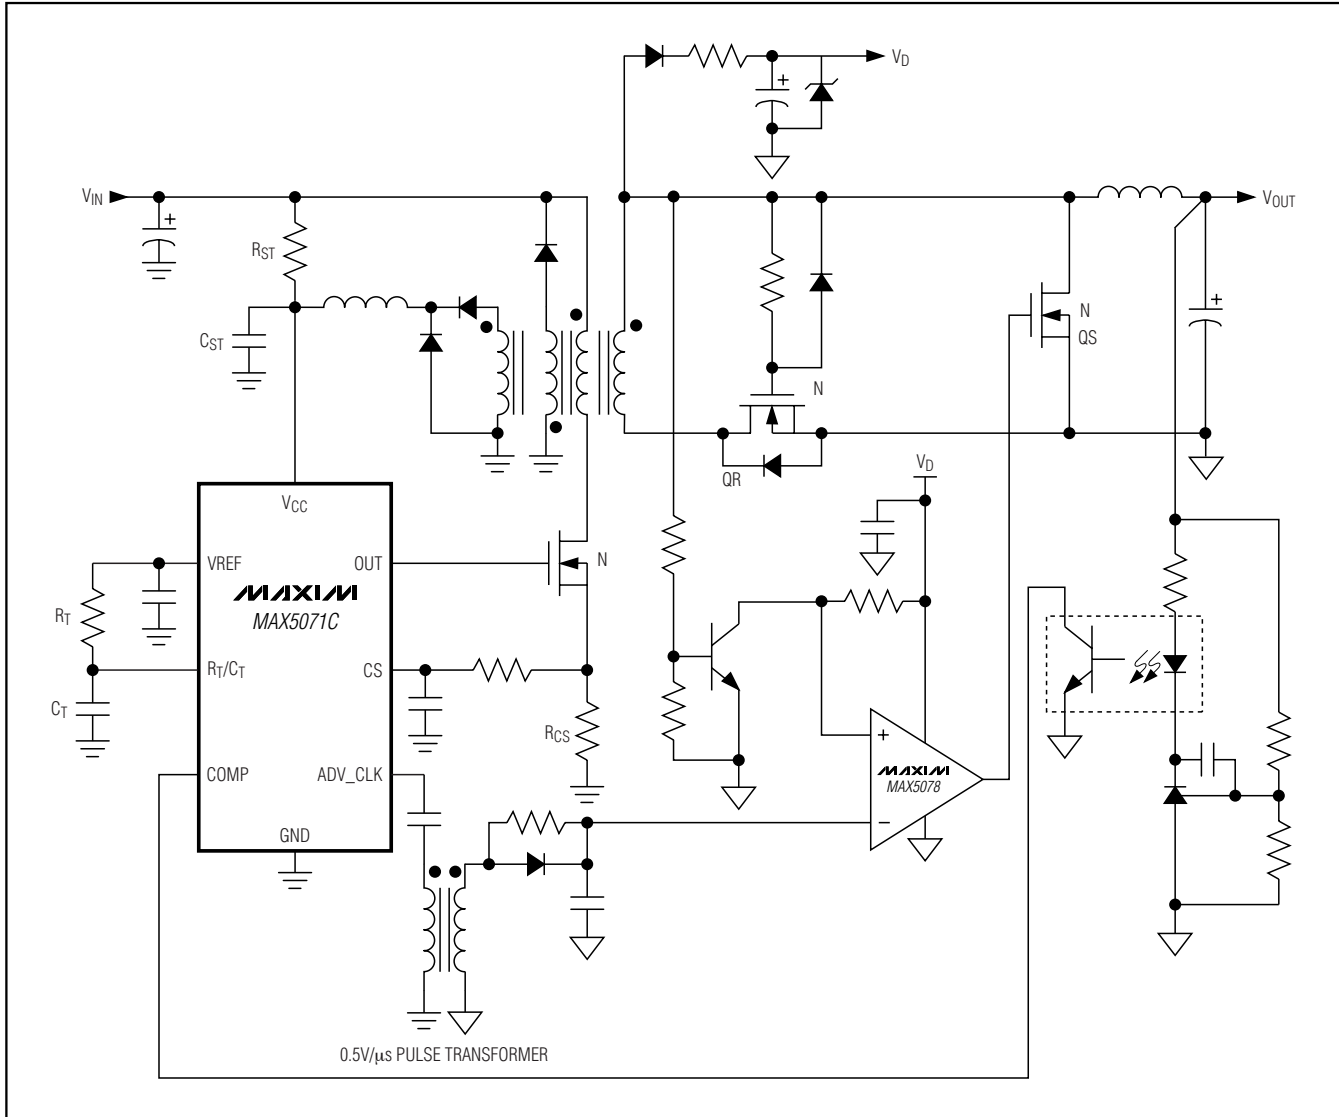 V_D
V_IN
V_OUT
R_ST
+
+
+
N
QS
C_ST
N
QR
V_D
V_CC
VREF
OUT
N
MAXIM
MAX5071C
R_T
R_T/C_T
CS
C_T
R_CS
+
MAXIM
MAX5078
−
COMP
ADV_CLK
GND
0.5V/μs PULSE TRANSFORMER